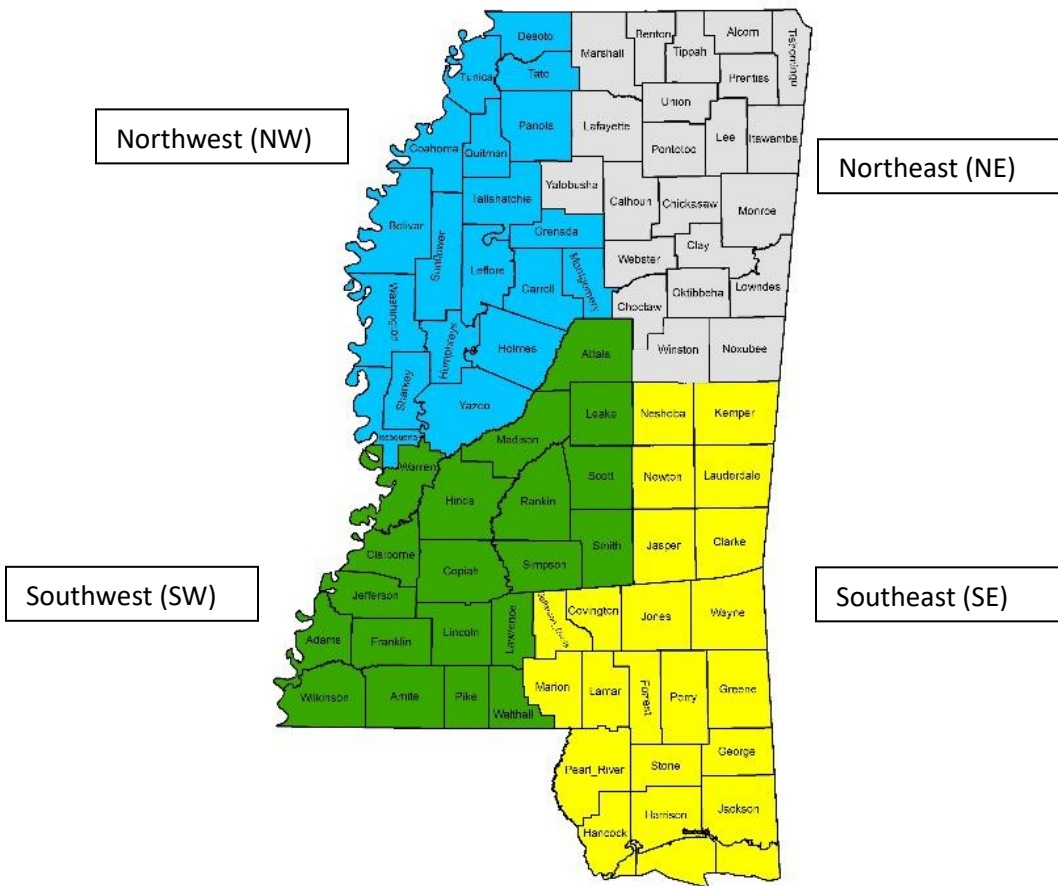 Northwest (NW)
Northeast (NE)
Southwest (SW)
Southeast (SE)
Desoto
Tunica
Tate
Marshall
Benton
Tippah
Alcorn
Tishomingo
Prentiss
Union
Panola
Lafayette
Coahoma
Quitman
Pontotoc
Lee
Itawamba
Yalobusha
Tallahatchie
Calhoun
Chickasaw
Monroe
Bolivar
Sunflower
Grenada
Leflore
Carroll
Montgomery
Webster
Clay
Washington
Choctaw
Oktibbeha
Lowndes
Humphreys
Holmes
Attala
Winston
Noxubee
Sharkey
Yazoo
Issaquena
Leake
Neshoba
Kemper
Madison
Warren
Scott
Newton
Lauderdale
Hinds
Rankin
Smith
Jasper
Clarke
Claiborne
Copiah
Simpson
Jefferson
Adams
Franklin
Lincoln
Lawrence
Covington
Jones
Wayne
Wilkinson
Amite
Pike
Walthall
Marion
Lamar
Forrest
Perry
Greene
Pearl_River
Stone
George
Hancock
Harrison
Jackson